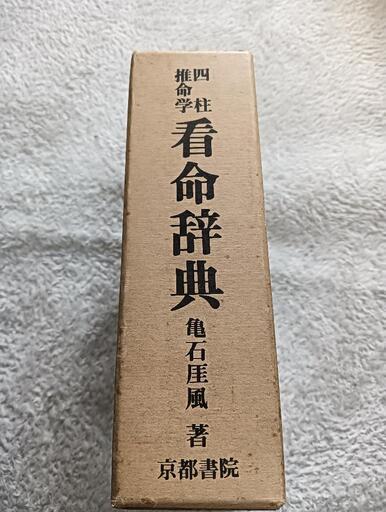 四柱
推命学
看命辞典
亀石厓風 著
京都書院